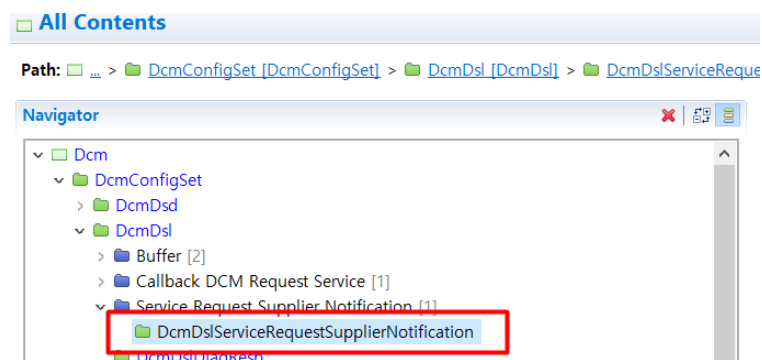 All Contents
Path: ... > DcmConfigSet [DcmConfigSet] > DcmDsl [DcmDsl] > DcmDslServiceReque
Navigator
Dcm
DcmConfigSet
DcmDsd
DcmDsl
Buffer [2]
Callback DCM Request Service [1]
Service Request Supplier Notification [1]
DcmDslServiceRequestSupplierNotification
DcmDslDiagResp